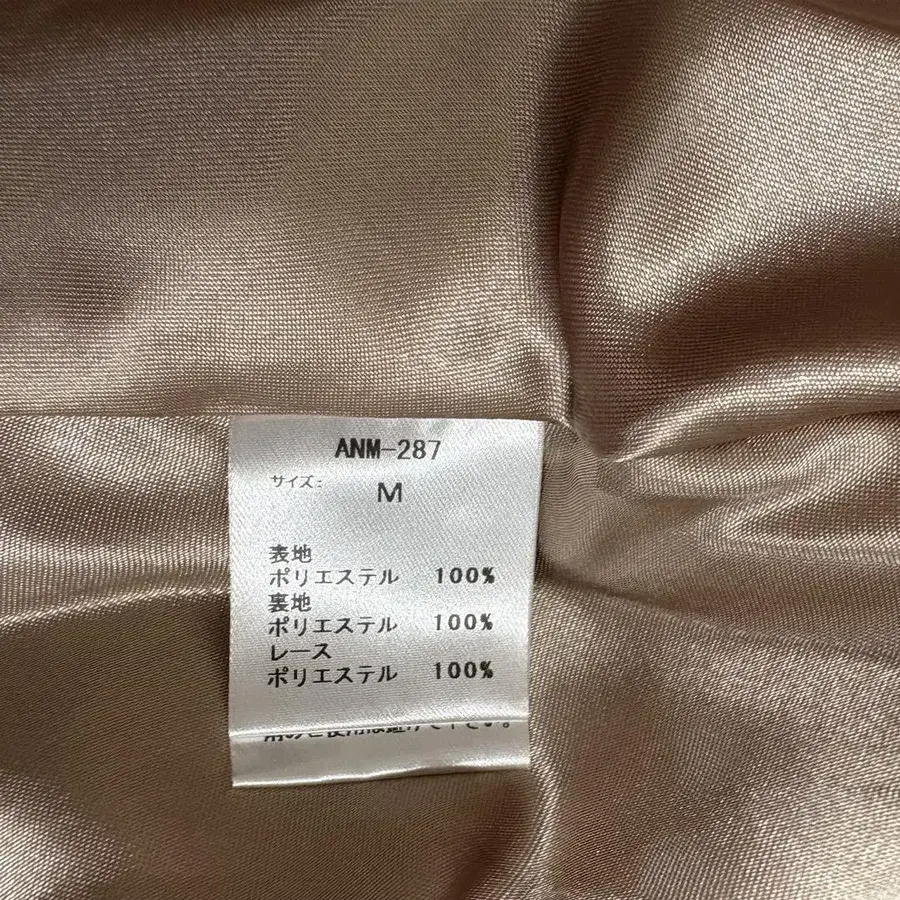 ANM-287
サイズ:
M
表地
ポリエステル 100%
裏地
ポリエステル 100%
レース
ポリエステル 100%